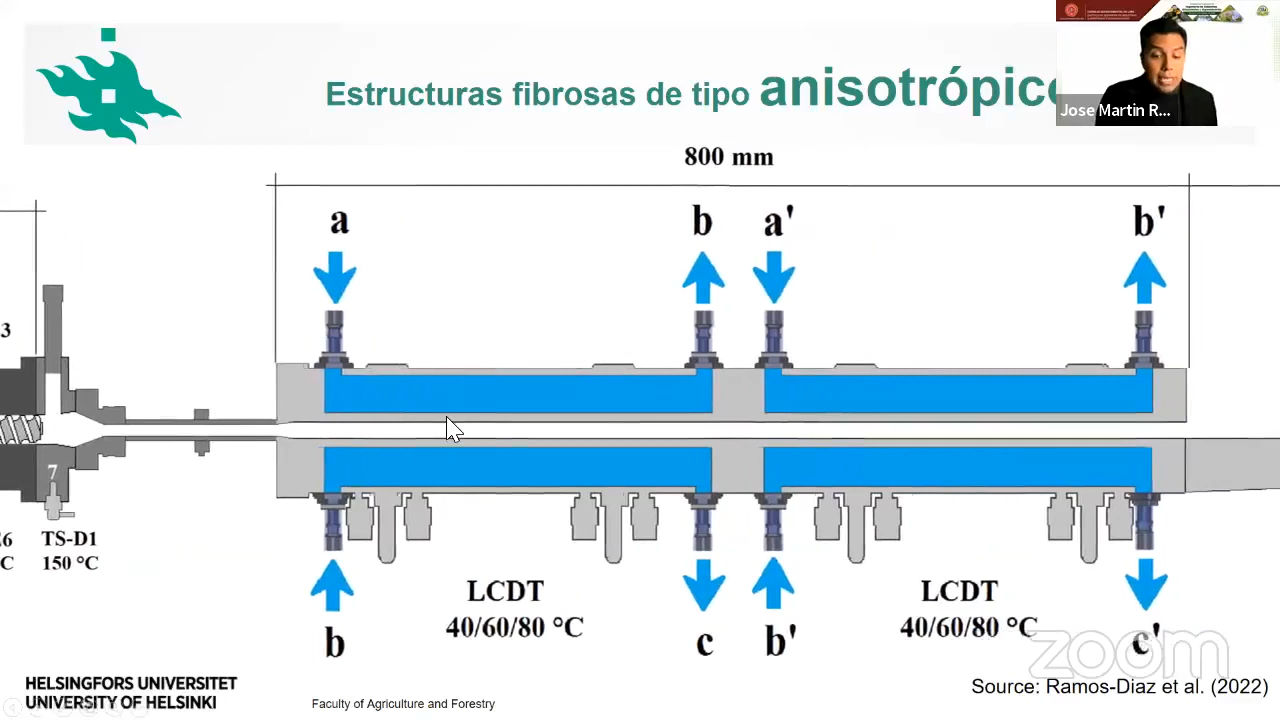 Estructuras fibrosas de tipo anisotrópico
Jose Martin R...
800 mm
a
b
a'
b'
3
7
TS-D1
150 °C
C
LCDT
40/60/80 °C
LCDT
40/60/80 °C
b
c
b'
c'
zoom
Source: Ramos-Diaz et al. (2022)
HELSINGFORS UNIVERSITET
UNIVERSITY OF HELSINKI
Faculty of Agriculture and Forestry